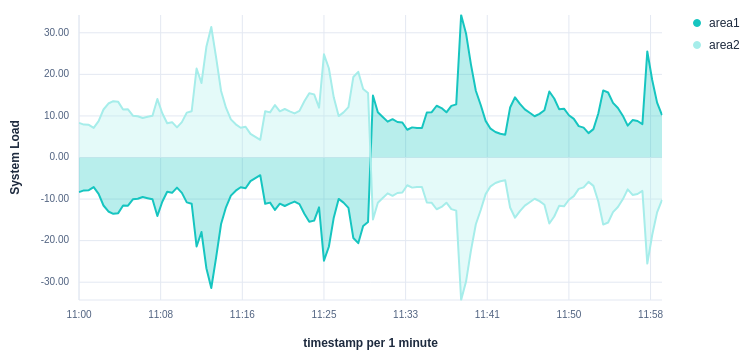 30.00
20.00
10.00
0.00
-10.00
-20.00
-30.00
System Load
11:00 11:08 11:16 11:25 11:33 11:41 11:50 11:58
timestamp per 1 minute
area1
area2